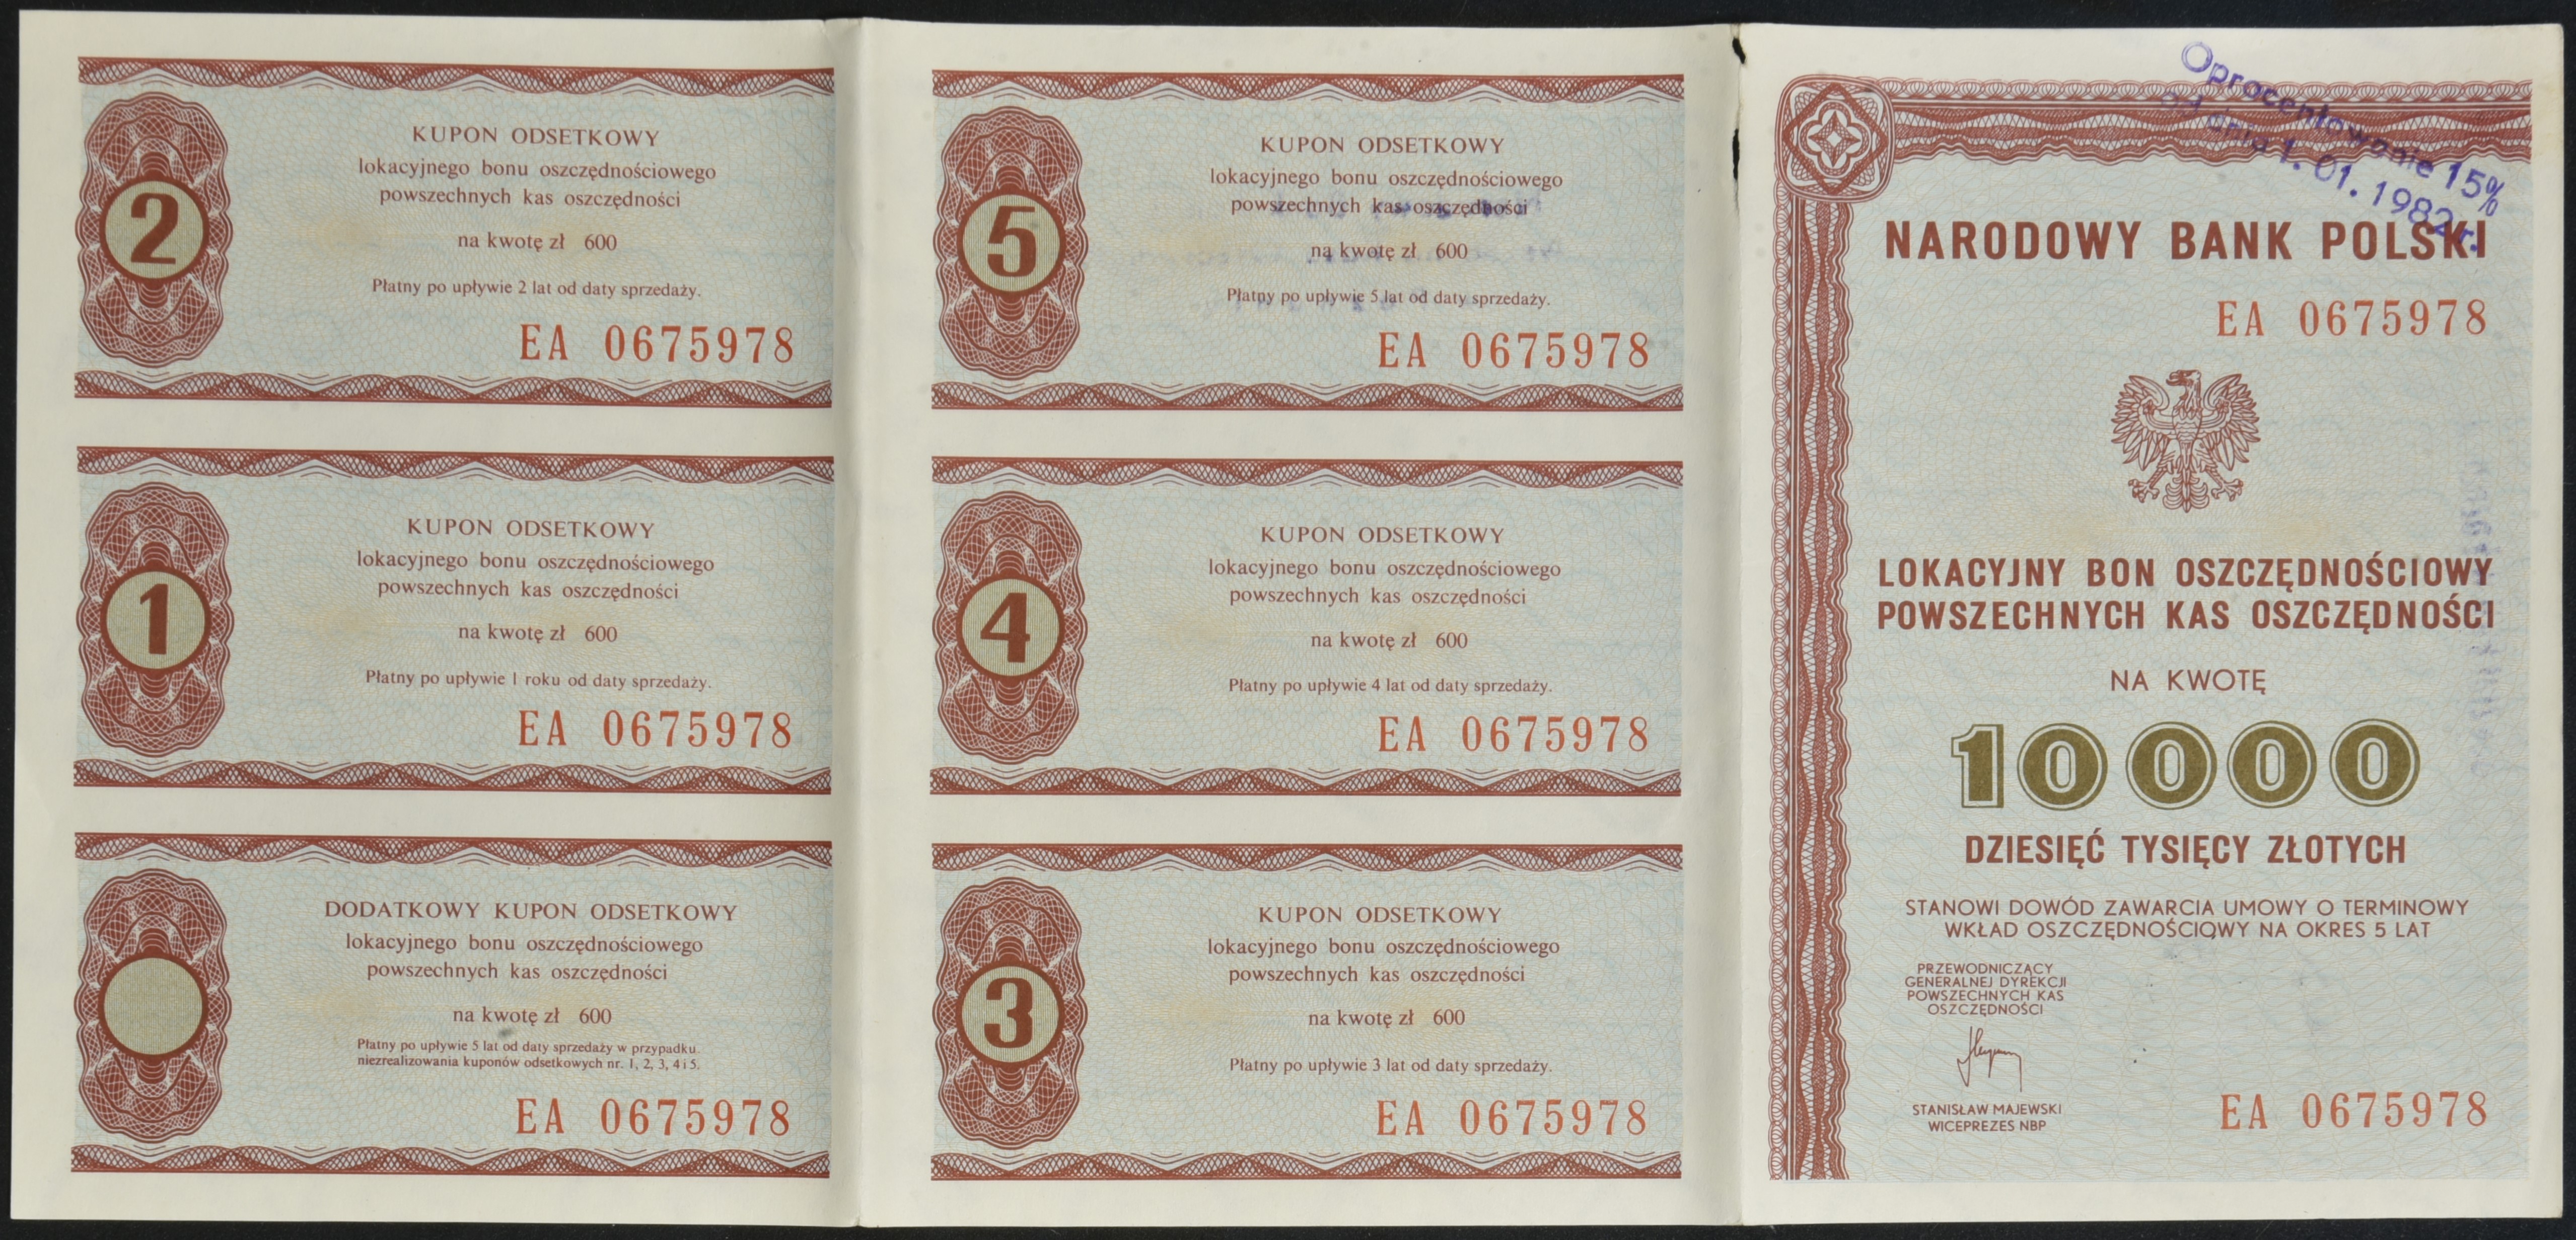 2
KUPON ODSETKOWY
lokacyjnego bonu oszczędnościowego
powszechnych kas oszczędności
na kwotę zł 600
Płatny po upływie 2 lat od daty sprzedaży.
EA 0675978
1
KUPON ODSETKOWY
lokacyjnego bonu oszczędnościowego
powszechnych kas oszczędności
na kwotę zł 600
Płatny po upływie 1 roku od daty sprzedaży.
EA 0675978
DODATKOWY KUPON ODSETKOWY
lokacyjnego bonu oszczędnościowego
powszechnych kas oszczędności
na kwotę zł 600
Płatny po upływie 5 lat od daty sprzedaży w przypadku
niezrealizowania kuponów odsetkowych nr. 1, 2, 3, 4 i 5.
EA 0675978
5
KUPON ODSETKOWY
lokacyjnego bonu oszczędnościowego
powszechnych kas oszczędności
na kwotę zł 600
Płatny po upływie 5 lat od daty sprzedaży.
EA 0675978
4
KUPON ODSETKOWY
lokacyjnego bonu oszczędnościowego
powszechnych kas oszczędności
na kwotę zł 600
Płatny po upływie 4 lat od daty sprzedaży.
EA 0675978
3
KUPON ODSETKOWY
lokacyjnego bonu oszczędnościowego
powszechnych kas oszczędności
na kwotę zł 600
Płatny po upływie 3 lat od daty sprzedaży.
EA 0675978
Oprocentowanie 15%
od dnia 1. 01. 1982 r.
NARODOWY BANK POLSKI
EA 0675978
LOKACYJNY BON OSZCZĘDNOŚCIOWY
POWSZECHNYCH KAS OSZCZĘDNOŚCI
NA KWOTĘ
10000
DZIESIĘĆ TYSIĘCY ZŁOTYCH
STANOWI DOWÓD ZAWARCIA UMOWY O TERMINOWY
WKŁAD OSZCZĘDNOŚCIOWY NA OKRES 5 LAT
PRZEWODNICZĄCY
GENERALNEJ DYREKCJI
POWSZECHNYCH KAS
OSZCZĘDNOŚCI
STANISŁAW MAJEWSKI
WICEPREZES NBP
EA 0675978